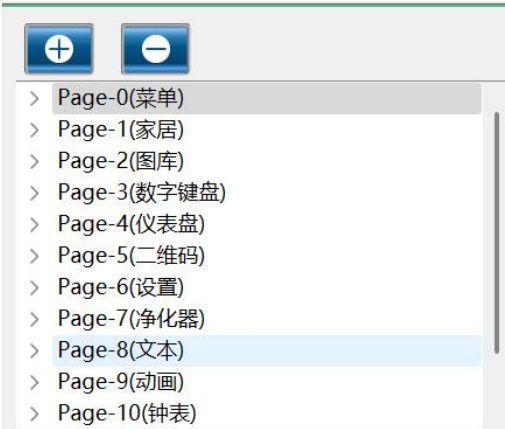 Page-0(菜单)
Page-1(家居)
Page-2(图库)
Page-3(数字键盘)
Page-4(仪表盘)
Page-5(二维码)
Page-6(设置)
Page-7(净化器)
Page-8(文本)
Page-9(动画)
Page-10(钟表)